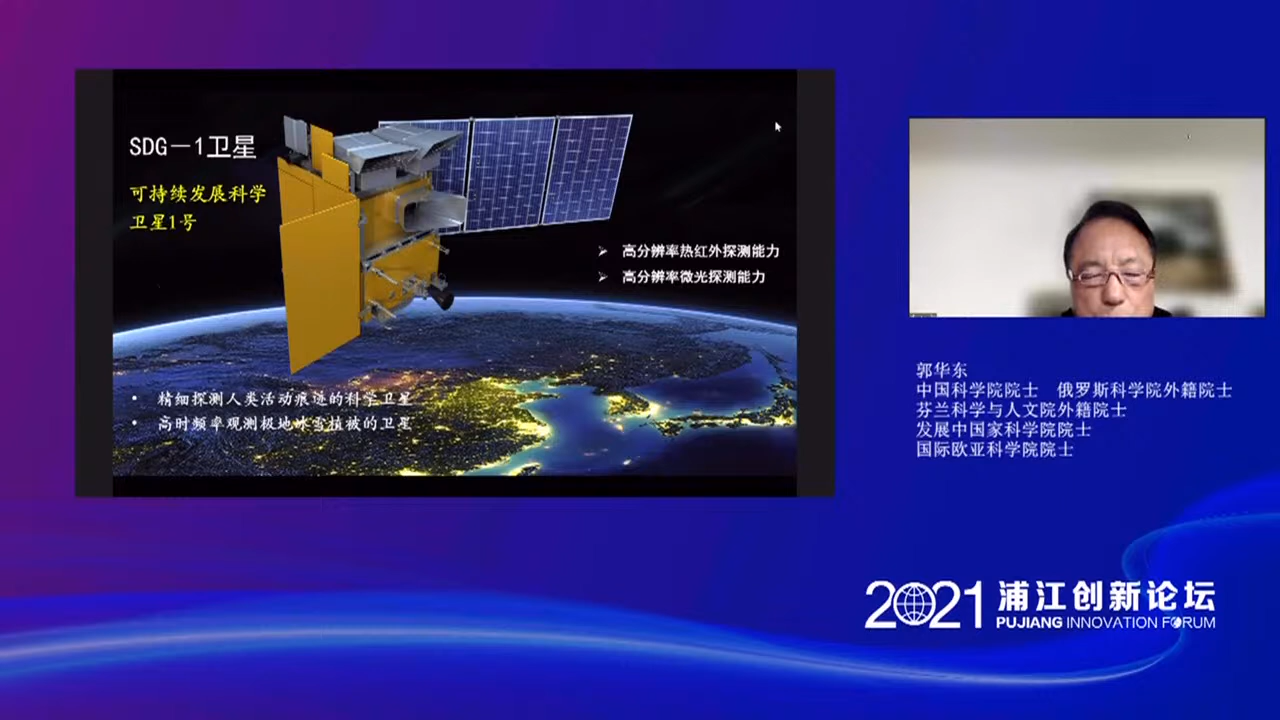 SDG－1卫星
可持续发展科学
卫星1号
➢ 高分辨率热红外探测能力
➢ 高分辨率微光探测能力
• 精细探测人类活动痕迹的科学卫星
• 高时频率观测极地冰雪植被的卫星
郭华东
中国科学院院士 俄罗斯科学院外籍院士
芬兰科学与人文院外籍院士
发展中国家科学院院士
国际欧亚科学院院士
2021 浦江创新论坛
PUJIANG INNOVATION FORUM